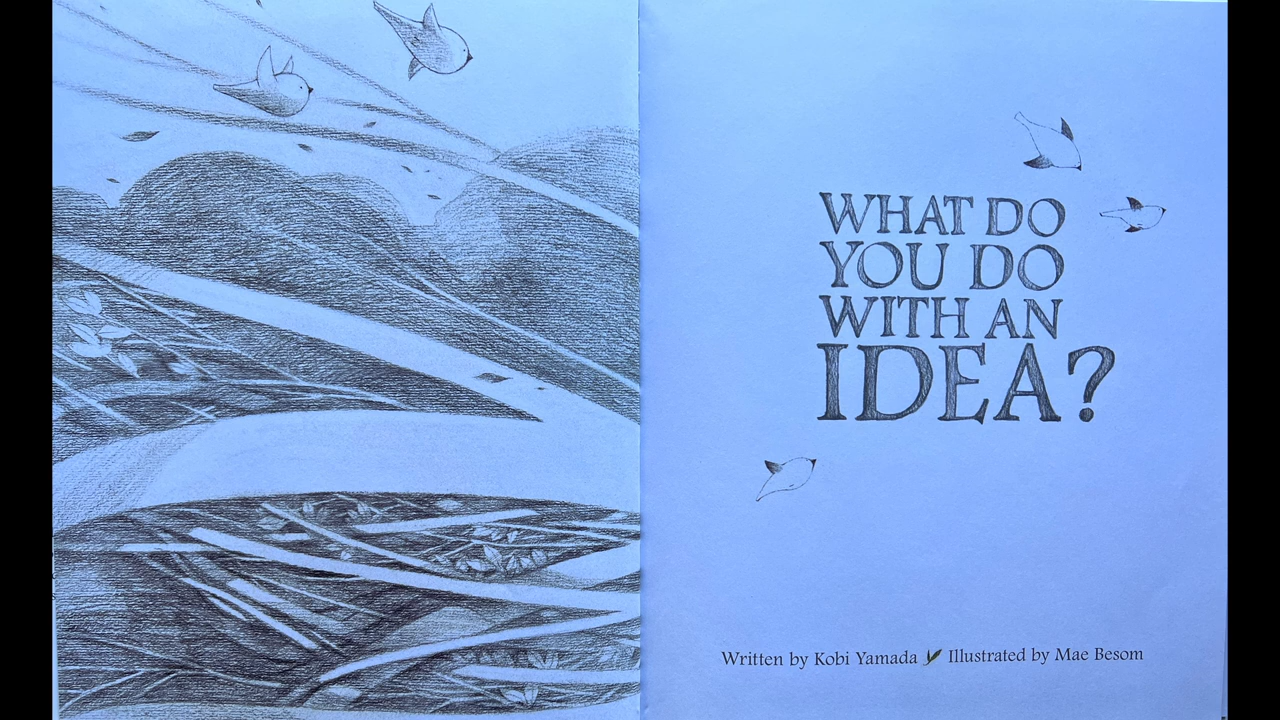 WHAT DO
YOU DO
WITH AN
IDEA?
Written by Kobi Yamada Illustrated by Mae Besom